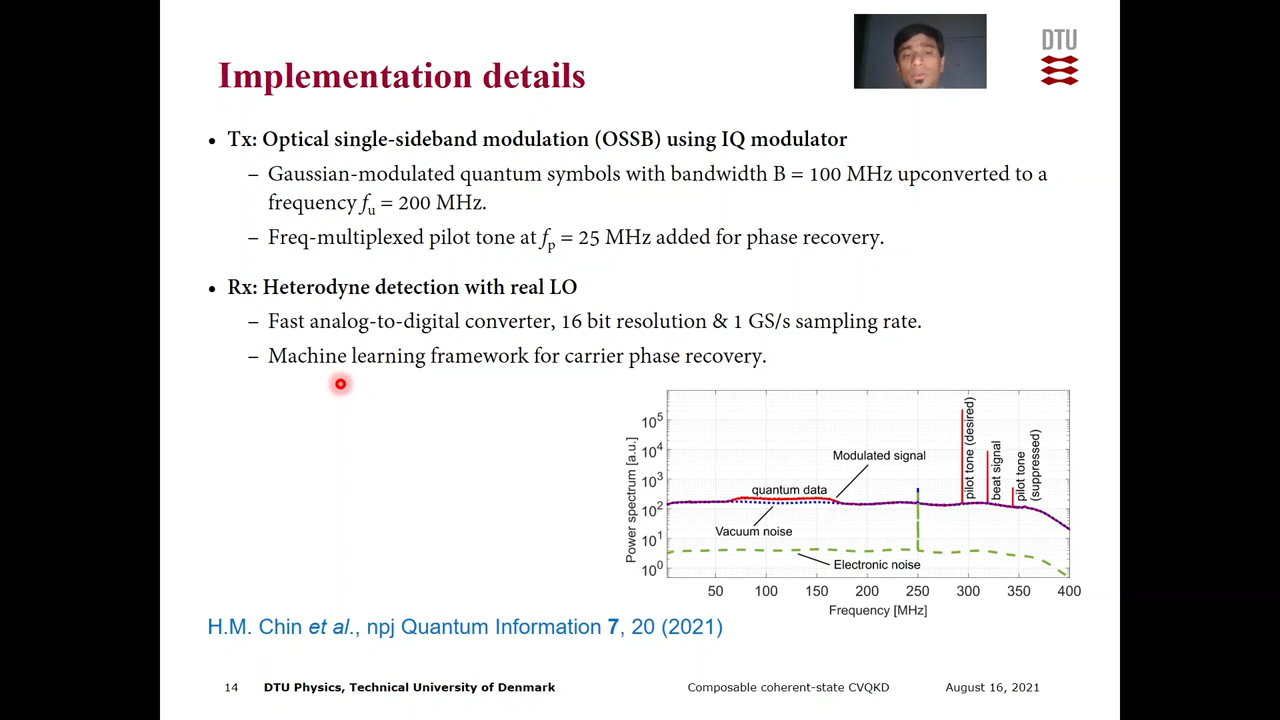 DTU
Implementation details
• Tx: Optical single-sideband modulation (OSSB) using IQ modulator
– Gaussian-modulated quantum symbols with bandwidth B = 100 MHz upconverted to a
frequency fu = 200 MHz.
– Freq-multiplexed pilot tone at fp = 25 MHz added for phase recovery.
• Rx: Heterodyne detection with real LO
– Fast analog-to-digital converter, 16 bit resolution & 1 GS/s sampling rate.
– Machine learning framework for carrier phase recovery.
Power spectrum [a.u.]
10^5
10^4
10^3
10^2
10^1
10^0
Modulated signal
quantum data
Vacuum noise
Electronic noise
pilot tone (desired)
beat signal
pilot tone
(suppressed)
50 100 150 200 250 300 350 400
Frequency [MHz]
H.M. Chin et al., npj Quantum Information 7, 20 (2021)
14 DTU Physics, Technical University of Denmark Composable coherent-state CVQKD August 16, 2021